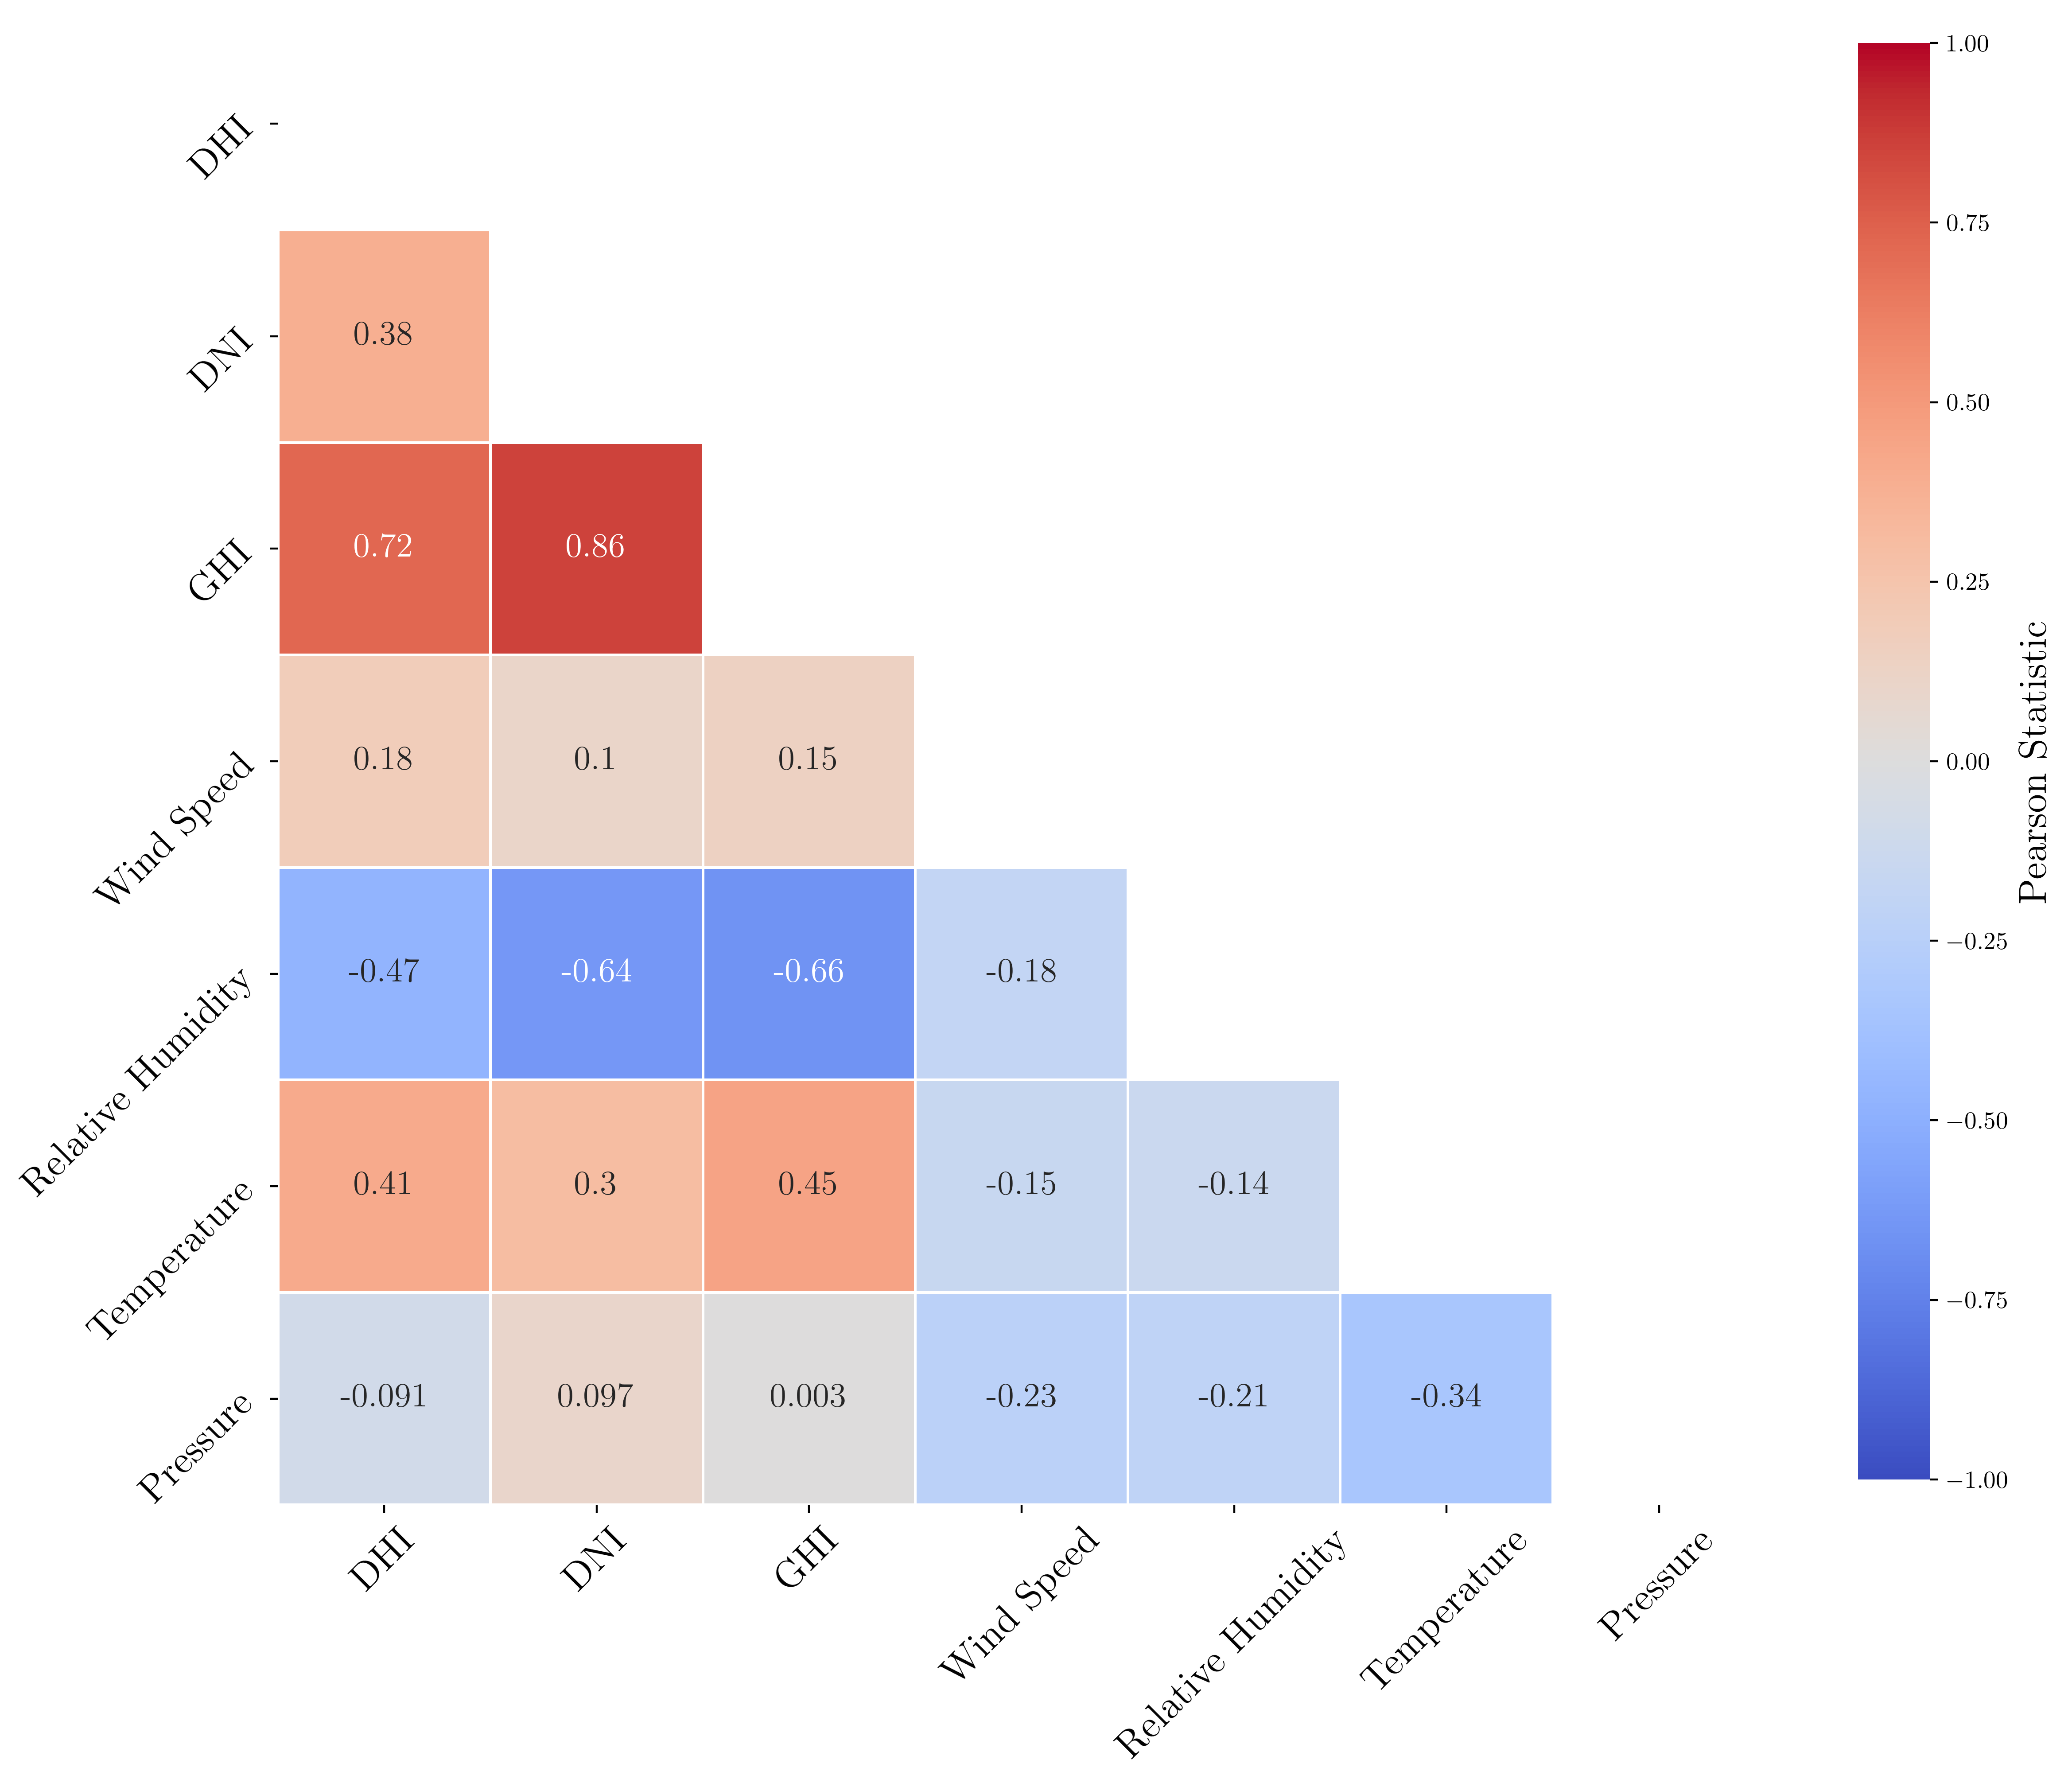 DHI
DNI
0.38
GHI
0.72 0.86
Wind Speed
0.18 0.1 0.15
Relative Humidity
-0.47 -0.64 -0.66 -0.18
Temperature
0.41 0.3 0.45 -0.15 -0.14
Pressure
-0.091 0.097 0.003 -0.23 -0.21 -0.34
DHI
DNI
GHI
Wind Speed
Relative Humidity
Temperature
Pressure
1.00
0.75
0.50
0.25
0.00
−0.25
−0.50
−0.75
−1.00
Pearson Statistic